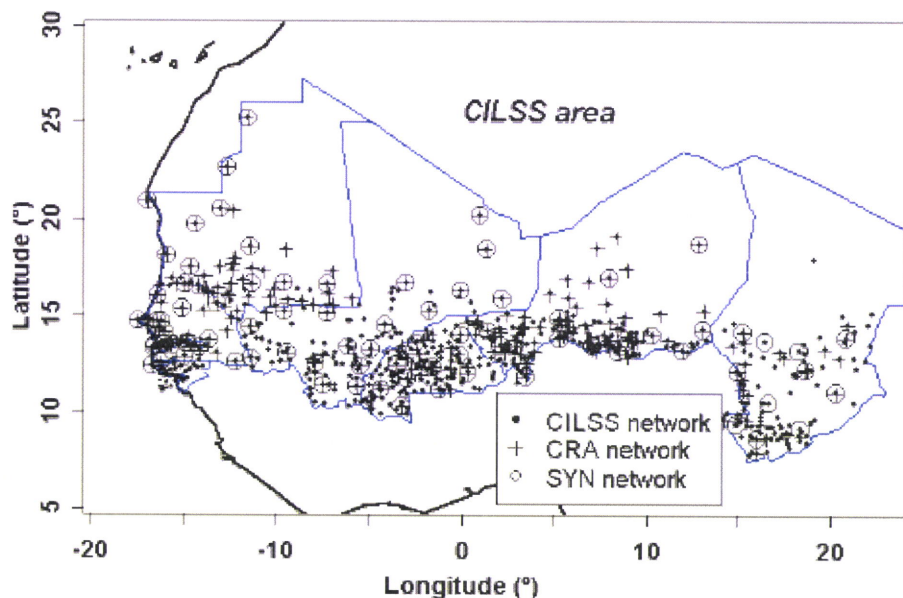 30
25
20
15
10
5
Latitude (°)
CILSS area
CILSS network
CRA network
SYN network
-20
-10
0
10
20
Longitude (°)